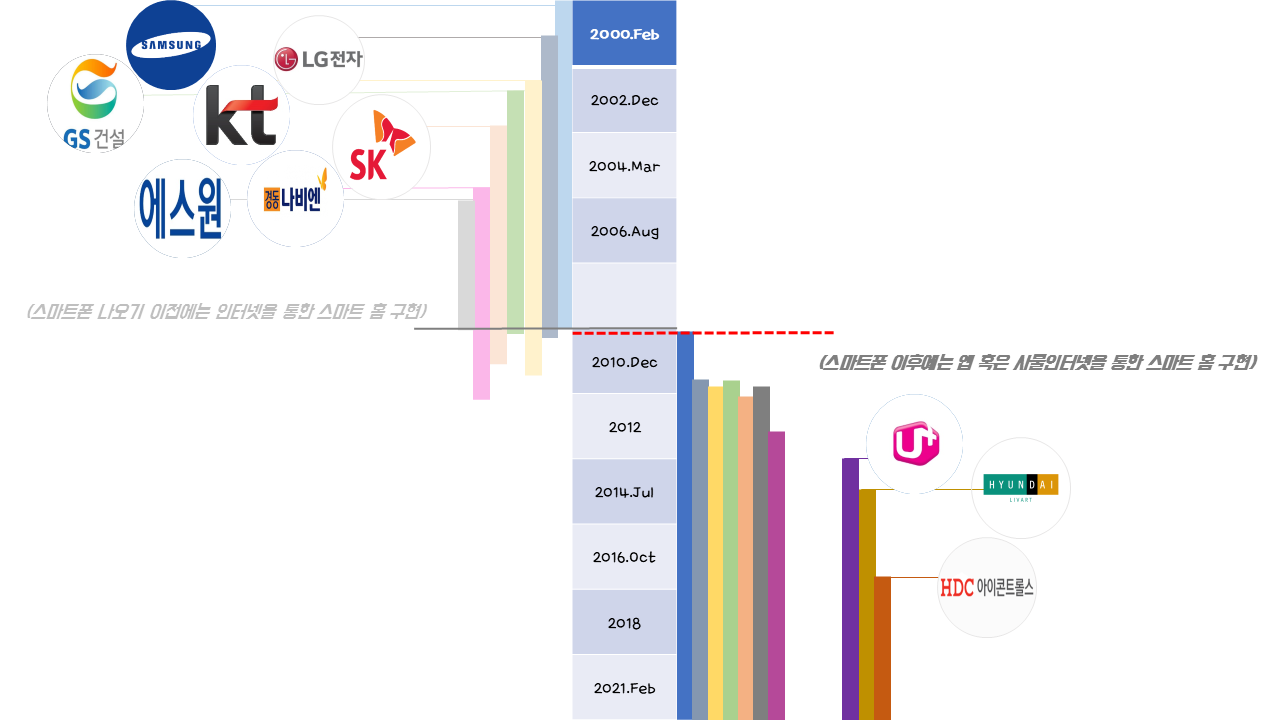 SAMSUNG
LG전자
GS건설
kt
SK
에스원
경동나비엔
(스마트폰 나오기 이전에는 인터넷을 통한 스마트 홈 구현)
2000.Feb
2002.Dec
2004.Mar
2006.Aug
2010.Dec
2012
2014.Jul
2016.Oct
2018
2021.Feb
(스마트폰 이후에는 앱 혹은 사물인터넷을 통한 스마트 홈 구현)
U+
HYUNDAI
LIVART
HDC 아이콘트롤스